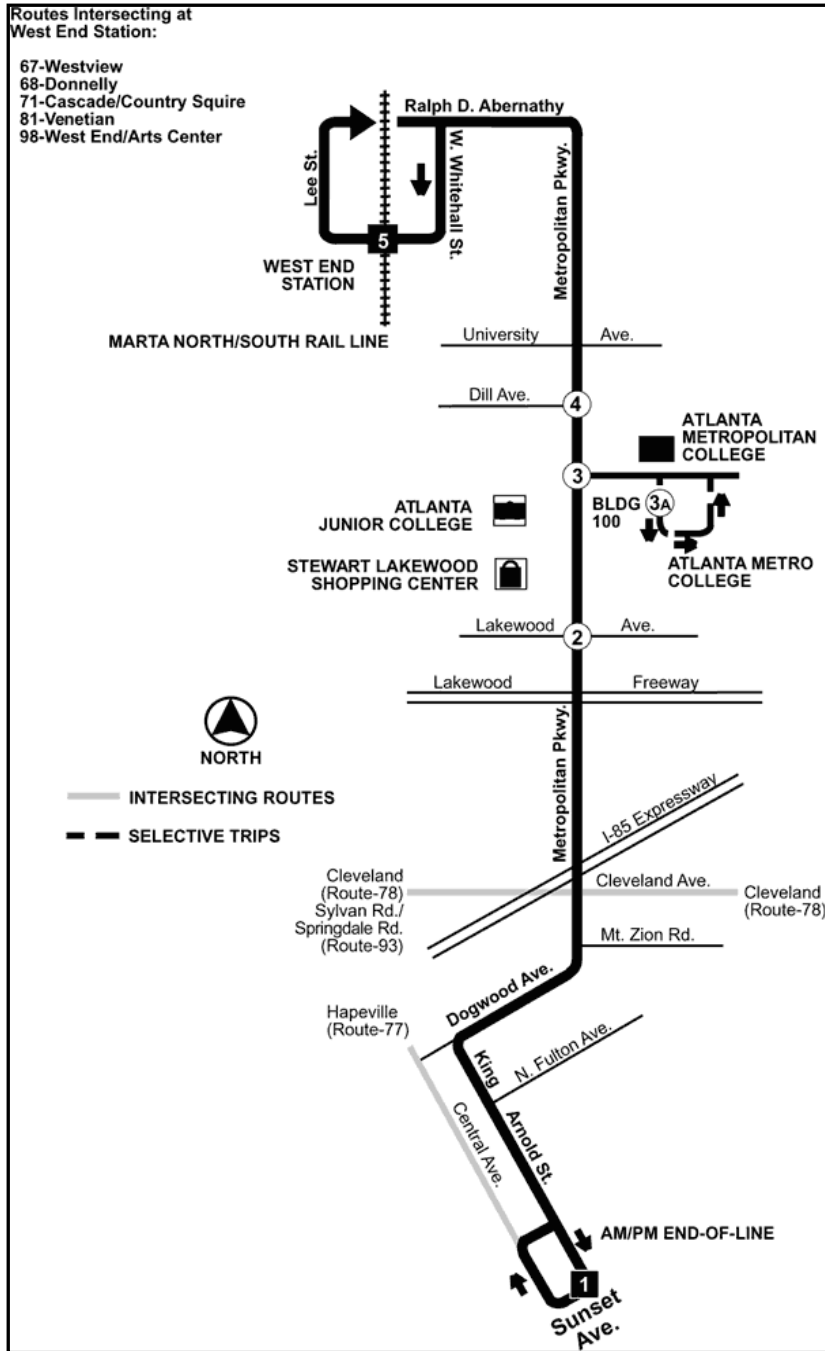 Routes Intersecting at
West End Station:
67-Westview
68-Donnelly
71-Cascade/Country Squire
81-Venetian
98-West End/Arts Center
Ralph D. Abernathy
Lee St.
W. Whitehall St.
Metropolitan Pkwy.
5
WEST END
STATION
MARTA NORTH/SOUTH RAIL LINE
University Ave.
Dill Ave.
4
ATLANTA
METROPOLITAN
COLLEGE
3
BLDG
100
3A
ATLANTA
JUNIOR COLLEGE
ATLANTA METRO
COLLEGE
STEWART LAKEWOOD
SHOPPING CENTER
Lakewood Ave.
2
Lakewood Freeway
NORTH
Metropolitan Pkwy.
INTERSECTING ROUTES
SELECTIVE TRIPS
I-85 Expressway
Cleveland
(Route-78)
Sylvan Rd./
Springdale Rd.
(Route-93)
Cleveland Ave.
Cleveland
(Route-78)
Mt. Zion Rd.
Dogwood Ave.
Hapeville
(Route-77)
King Arnold St.
N. Fulton Ave.
Central Ave.
AM/PM END-OF-LINE
1
Sunset
Ave.